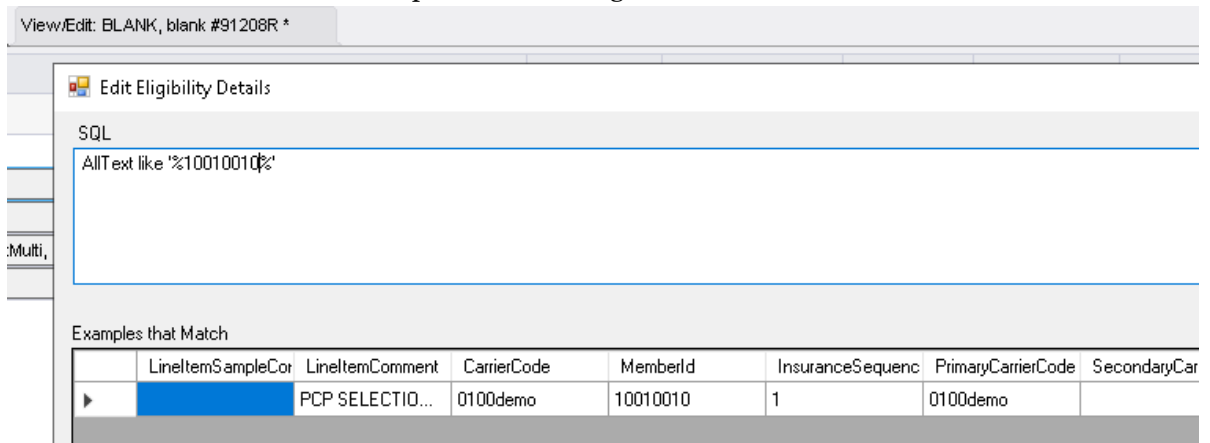 View/Edit: BLANK, blank #91208R *
Edit Eligibility Details
SQL
AllText like '%10010010%'
:Multi,
Examples that Match
LineItemSampleCor LineItemComment CarrierCode MemberId InsuranceSequenc PrimaryCarrierCode SecondaryCar
PCP SELECTIO... 0100demo 10010010 1 0100demo